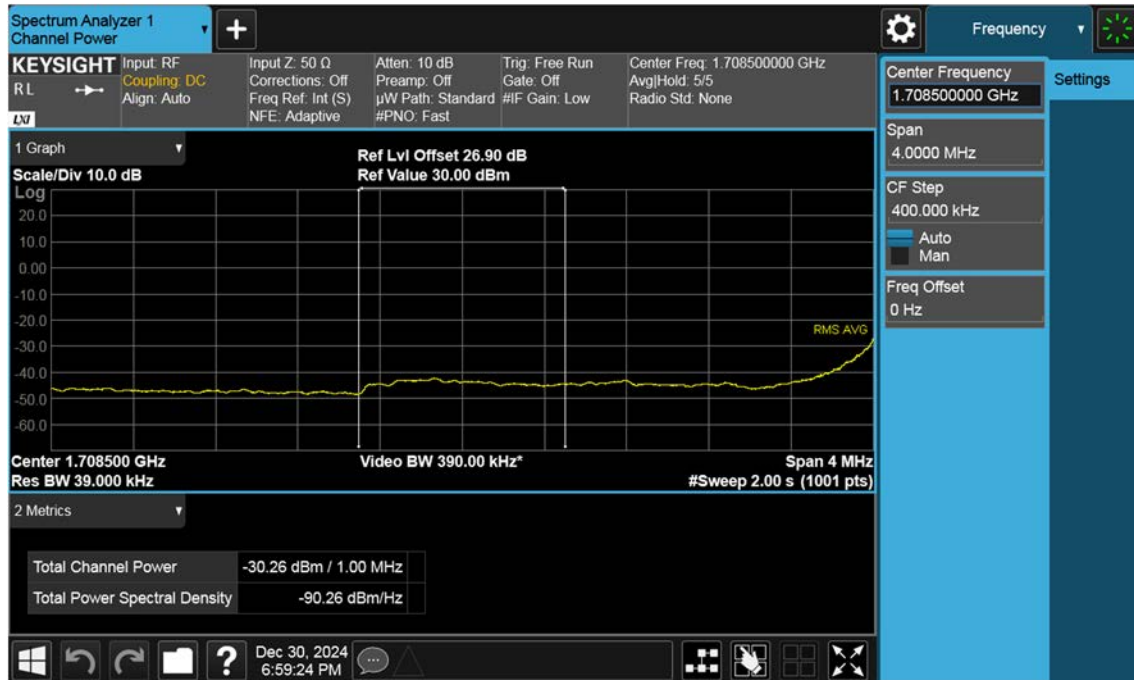 Spectrum Analyzer 1
Channel Power
Frequency
KEYSIGHT
RL
LXI
Input: RF
Coupling: DC
Align: Auto
Input Z: 50 Ω
Corrections: Off
Freq Ref: Int (S)
NFE: Adaptive
Atten: 10 dB
Preamp: Off
µW Path: Standard
#PNO: Fast
Trig: Free Run
Gate: Off
#IF Gain: Low
Center Freq: 1.708500000 GHz
Avg|Hold: 5/5
Radio Std: None
Center Frequency
1.708500000 GHz
Settings
Span
4.0000 MHz
CF Step
400.000 kHz
Auto
Man
Freq Offset
0 Hz
1 Graph
Scale/Div 10.0 dB
Ref Lvl Offset 26.90 dB
Ref Value 30.00 dBm
Log
20.0
10.0
0.00
-10.0
-20.0
-30.0
-40.0
-50.0
-60.0
RMS AVG
Center 1.708500 GHz
Video BW 390.00 kHz*
Span 4 MHz
Res BW 39.000 kHz
#Sweep 2.00 s (1001 pts)
2 Metrics
Total Channel Power -30.26 dBm / 1.00 MHz
Total Power Spectral Density -90.26 dBm/Hz
?
Dec 30, 2024
6:59:24 PM